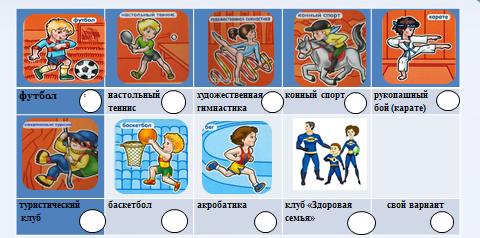 футбол
настольный теннис
художественная гимнастика
конный спорт
карате
футбол
настольный
теннис
художественная
гимнастика
конный спорт
рукопашный
бой (карате)
баскетбол
бег
туристический
клуб
баскетбол
акробатика
клуб «Здоровая
семья»
свой вариант